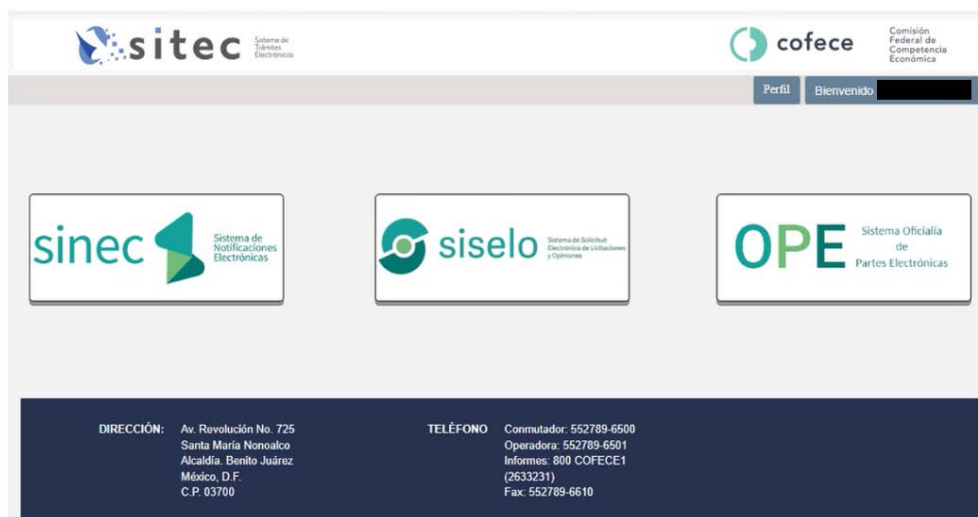 sitec
Sistema de
Trámites
Electrónicos
cofece
Comisión
Federal de
Competencia
Económica
Perfil
Bienvenido
sinec
Sistema de
Notificaciones
Electrónicas
siselo
Sistema de Solicitud
Electrónica de Licitaciones
y Opiniones
OPE
Sistema Oficialía
de
Partes Electrónicas
DIRECCIÓN:
Av. Revolución No. 725
Santa María Nonoalco
Alcaldía. Benito Juárez
México, D.F.
C.P. 03700
TELÉFONO
Conmutador: 552789-6500
Operadora: 552789-6501
Informes: 800 COFECE1
(2633231)
Fax: 552789-6610